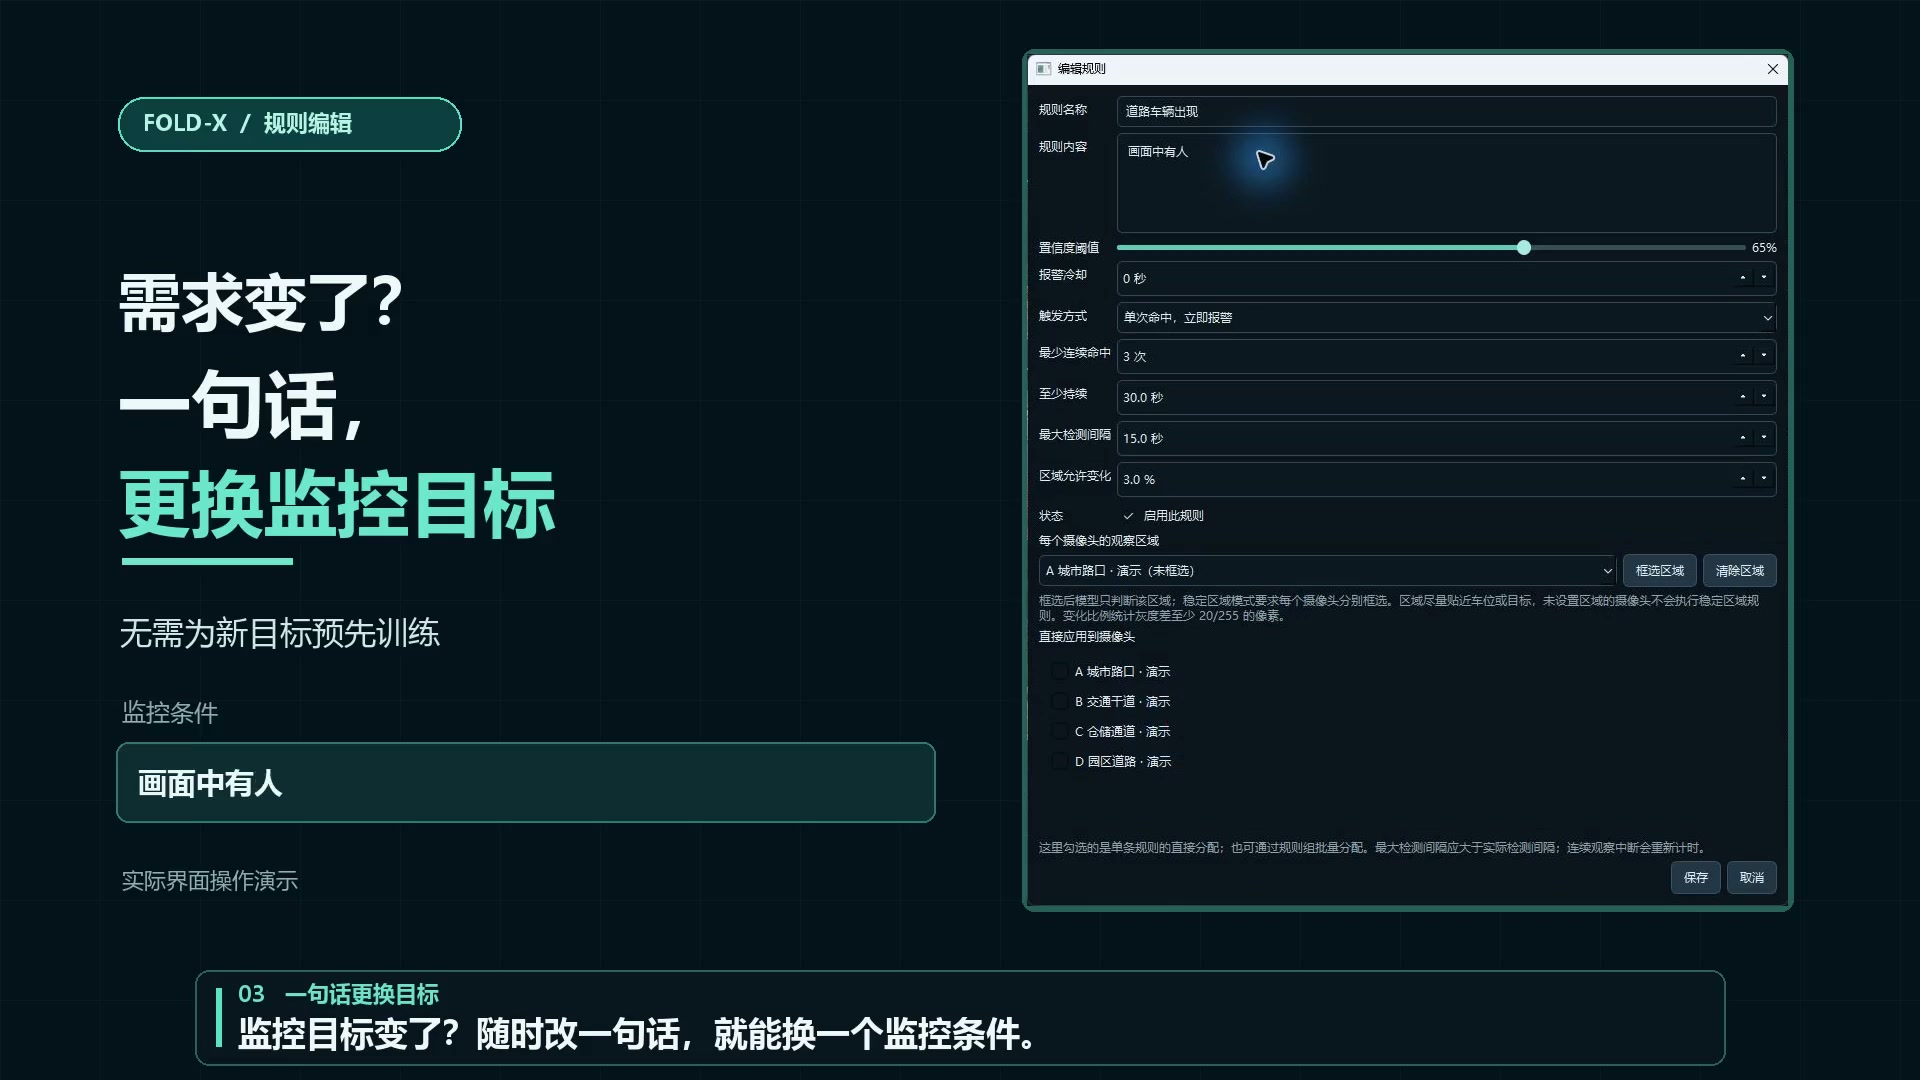 FOLD-X / 规则编辑
需求变了？
一句话，
更换监控目标
无需为新目标预先训练
监控条件
画面中有人
实际界面操作演示
编辑规则
规则名称
道路车辆出现
规则内容
画面中有人
置信度阈值
65%
报警冷却
0 秒
触发方式
单次命中，立即报警
最少连续命中
3 次
至少持续
30.0 秒
最大检测间隔
15.0 秒
区域允许变化
3.0 %
状态
启用此规则
每个摄像头的观察区域
A 城市路口 · 演示（未框选）
框选区域
清除区域
框选后模型只判断该区域；稳定区域模式要求每个摄像头分别框选。区域尽量贴近车位或目标，未设置区域的摄像头不会执行稳定区域规
则。变化比例统计灰度差至少 20/255 的像素。
直接应用到摄像头
A 城市路口 · 演示
B 交通干道 · 演示
C 仓储通道 · 演示
D 园区道路 · 演示
这里勾选的是单条规则的直接分配；也可通过规则组批量分配。最大检测间隔应大于实际检测间隔；连续观察中断会重新计时。
保存
取消
03 一句话更换目标
监控目标变了？随时改一句话，就能换一个监控条件。